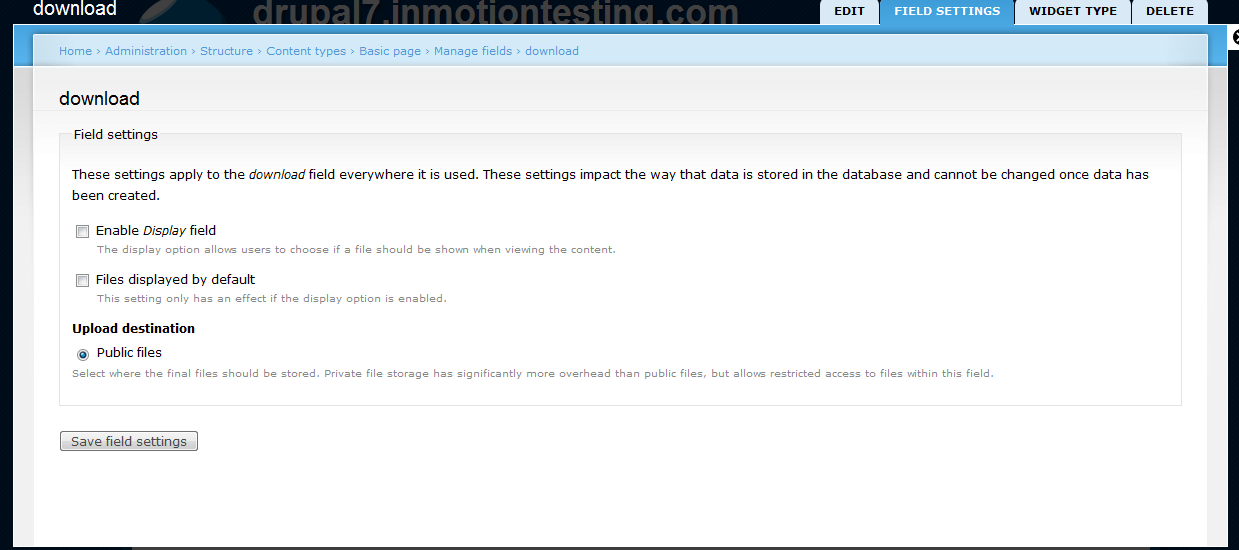 download
drupal7.inmotiontesting.com
EDIT
FIELD SETTINGS
WIDGET TYPE
DELETE
Home › Administration › Structure › Content types › Basic page › Manage fields › download
download
Field settings
These settings apply to the download field everywhere it is used. These settings impact the way that data is stored in the database and cannot be changed once data has
been created.
Enable Display field
The display option allows users to choose if a file should be shown when viewing the content.
Files displayed by default
This setting only has an effect if the display option is enabled.
Upload destination
Public files
Select where the final files should be stored. Private file storage has significantly more overhead than public files, but allows restricted access to files within this field.
Save field settings